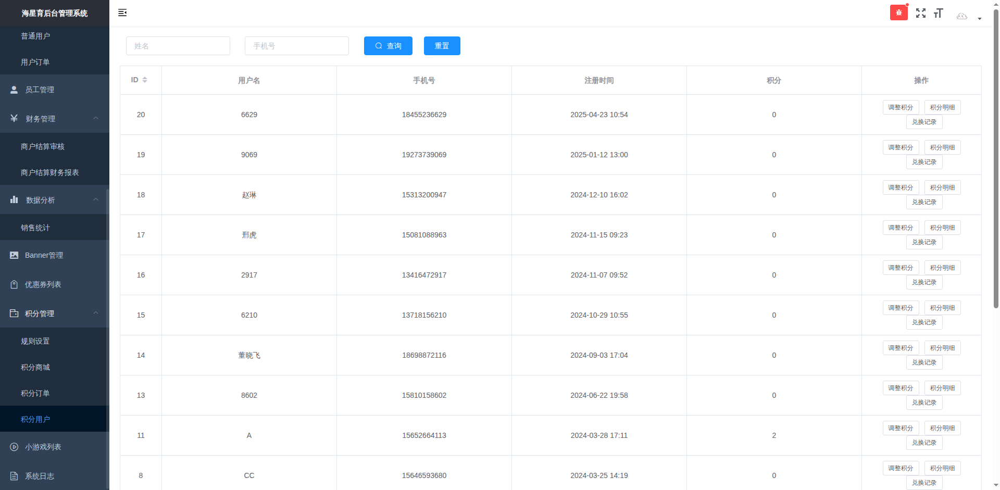 海星育后台管理系统
普通用户
用户订单
员工管理
财务管理
商户结算审核
商户结算财务报表
数据分析
销售统计
Banner管理
优惠券列表
积分管理
规则设置
积分商城
积分订单
积分用户
小游戏列表
系统日志
姓名 手机号 查询 重置
ID 用户名 手机号 注册时间 积分 操作
20 6629 18455236629 2025-04-23 10:54 0 调整积分 积分明细
兑换记录
19 9069 19273739069 2025-01-12 13:00 0 调整积分 积分明细
兑换记录
18 赵琳 15313200947 2024-12-10 16:02 0 调整积分 积分明细
兑换记录
17 邢虎 15081088963 2024-11-15 09:23 0 调整积分 积分明细
兑换记录
16 2917 13416472917 2024-11-07 09:52 0 调整积分 积分明细
兑换记录
15 6210 13718156210 2024-10-29 10:55 0 调整积分 积分明细
兑换记录
14 董晓飞 18698872116 2024-09-03 17:04 0 调整积分 积分明细
兑换记录
13 8602 15810158602 2024-06-22 19:58 0 调整积分 积分明细
兑换记录
11 A 15652664113 2024-03-28 17:11 2 调整积分 积分明细
兑换记录
8 CC 15646593680 2024-03-25 14:19 0 调整积分 积分明细
兑换记录